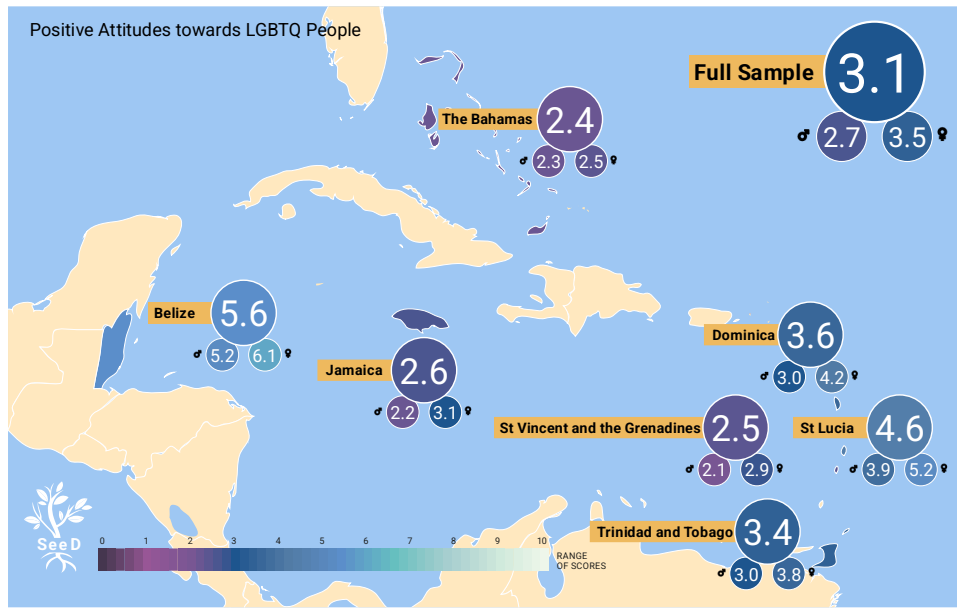 Positive Attitudes towards LGBTQ People
Full Sample
3.1
♂ 2.7 3.5 ♀
The Bahamas
2.4
♂ 2.3 2.5 ♀
Belize
5.6
♂ 5.2 6.1 ♀
Jamaica
2.6
♂ 2.2 3.1 ♀
Dominica
3.6
♂ 3.0 4.2 ♀
St Vincent and the Grenadines
2.5
♂ 2.1 2.9 ♀
St Lucia
4.6
♂ 3.9 5.2 ♀
Trinidad and Tobago
3.4
♂ 3.0 3.8 ♀
SeeD
0 1 2 3 4 5 6 7 8 9 10
RANGE
OF SCORES